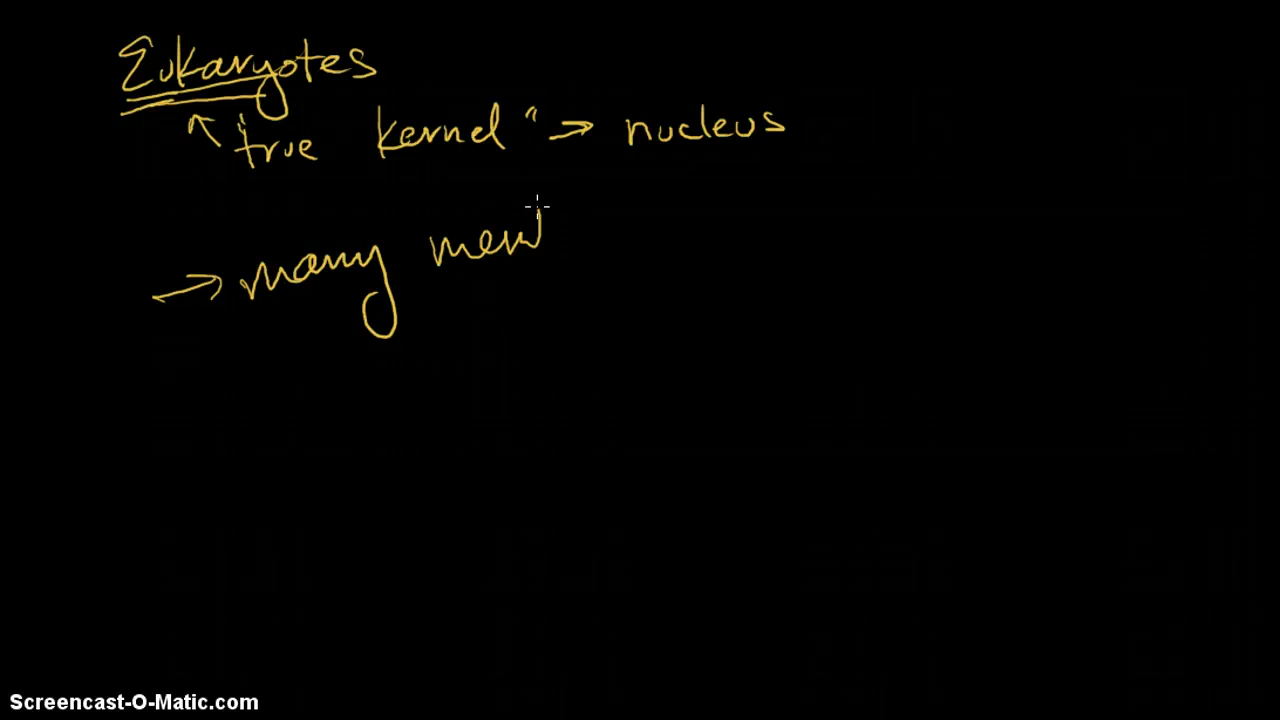 Eukaryotes
"true kernel" → nucleus
→ many mem
Screencast-O-Matic.com